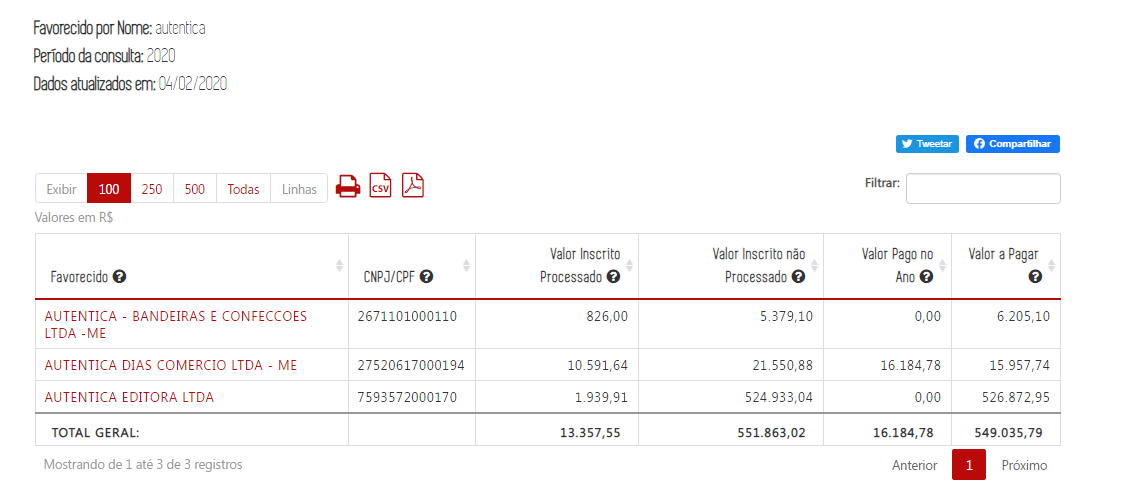 Favorecido por Nome: autentica
Período da consulta: 2020
Dados atualizados em: 04/02/2020
Tweetar Compartilhar
Exibir 100 250 500 Todas Linhas CSV Filtrar:
Valores em R$
Favorecido CNPJ/CPF Valor Inscrito Processado Valor Inscrito não Processado Valor Pago no Ano Valor a Pagar
AUTENTICA - BANDEIRAS E CONFECCOES LTDA -ME 2671101000110 826,00 5.379,10 0,00 6.205,10
AUTENTICA DIAS COMERCIO LTDA - ME 27520617000194 10.591,64 21.550,88 16.184,78 15.957,74
AUTENTICA EDITORA LTDA 7593572000170 1.939,91 524.933,04 0,00 526.872,95
TOTAL GERAL: 13.357,55 551.863,02 16.184,78 549.035,79
Mostrando de 1 até 3 de 3 registros Anterior 1 Próximo